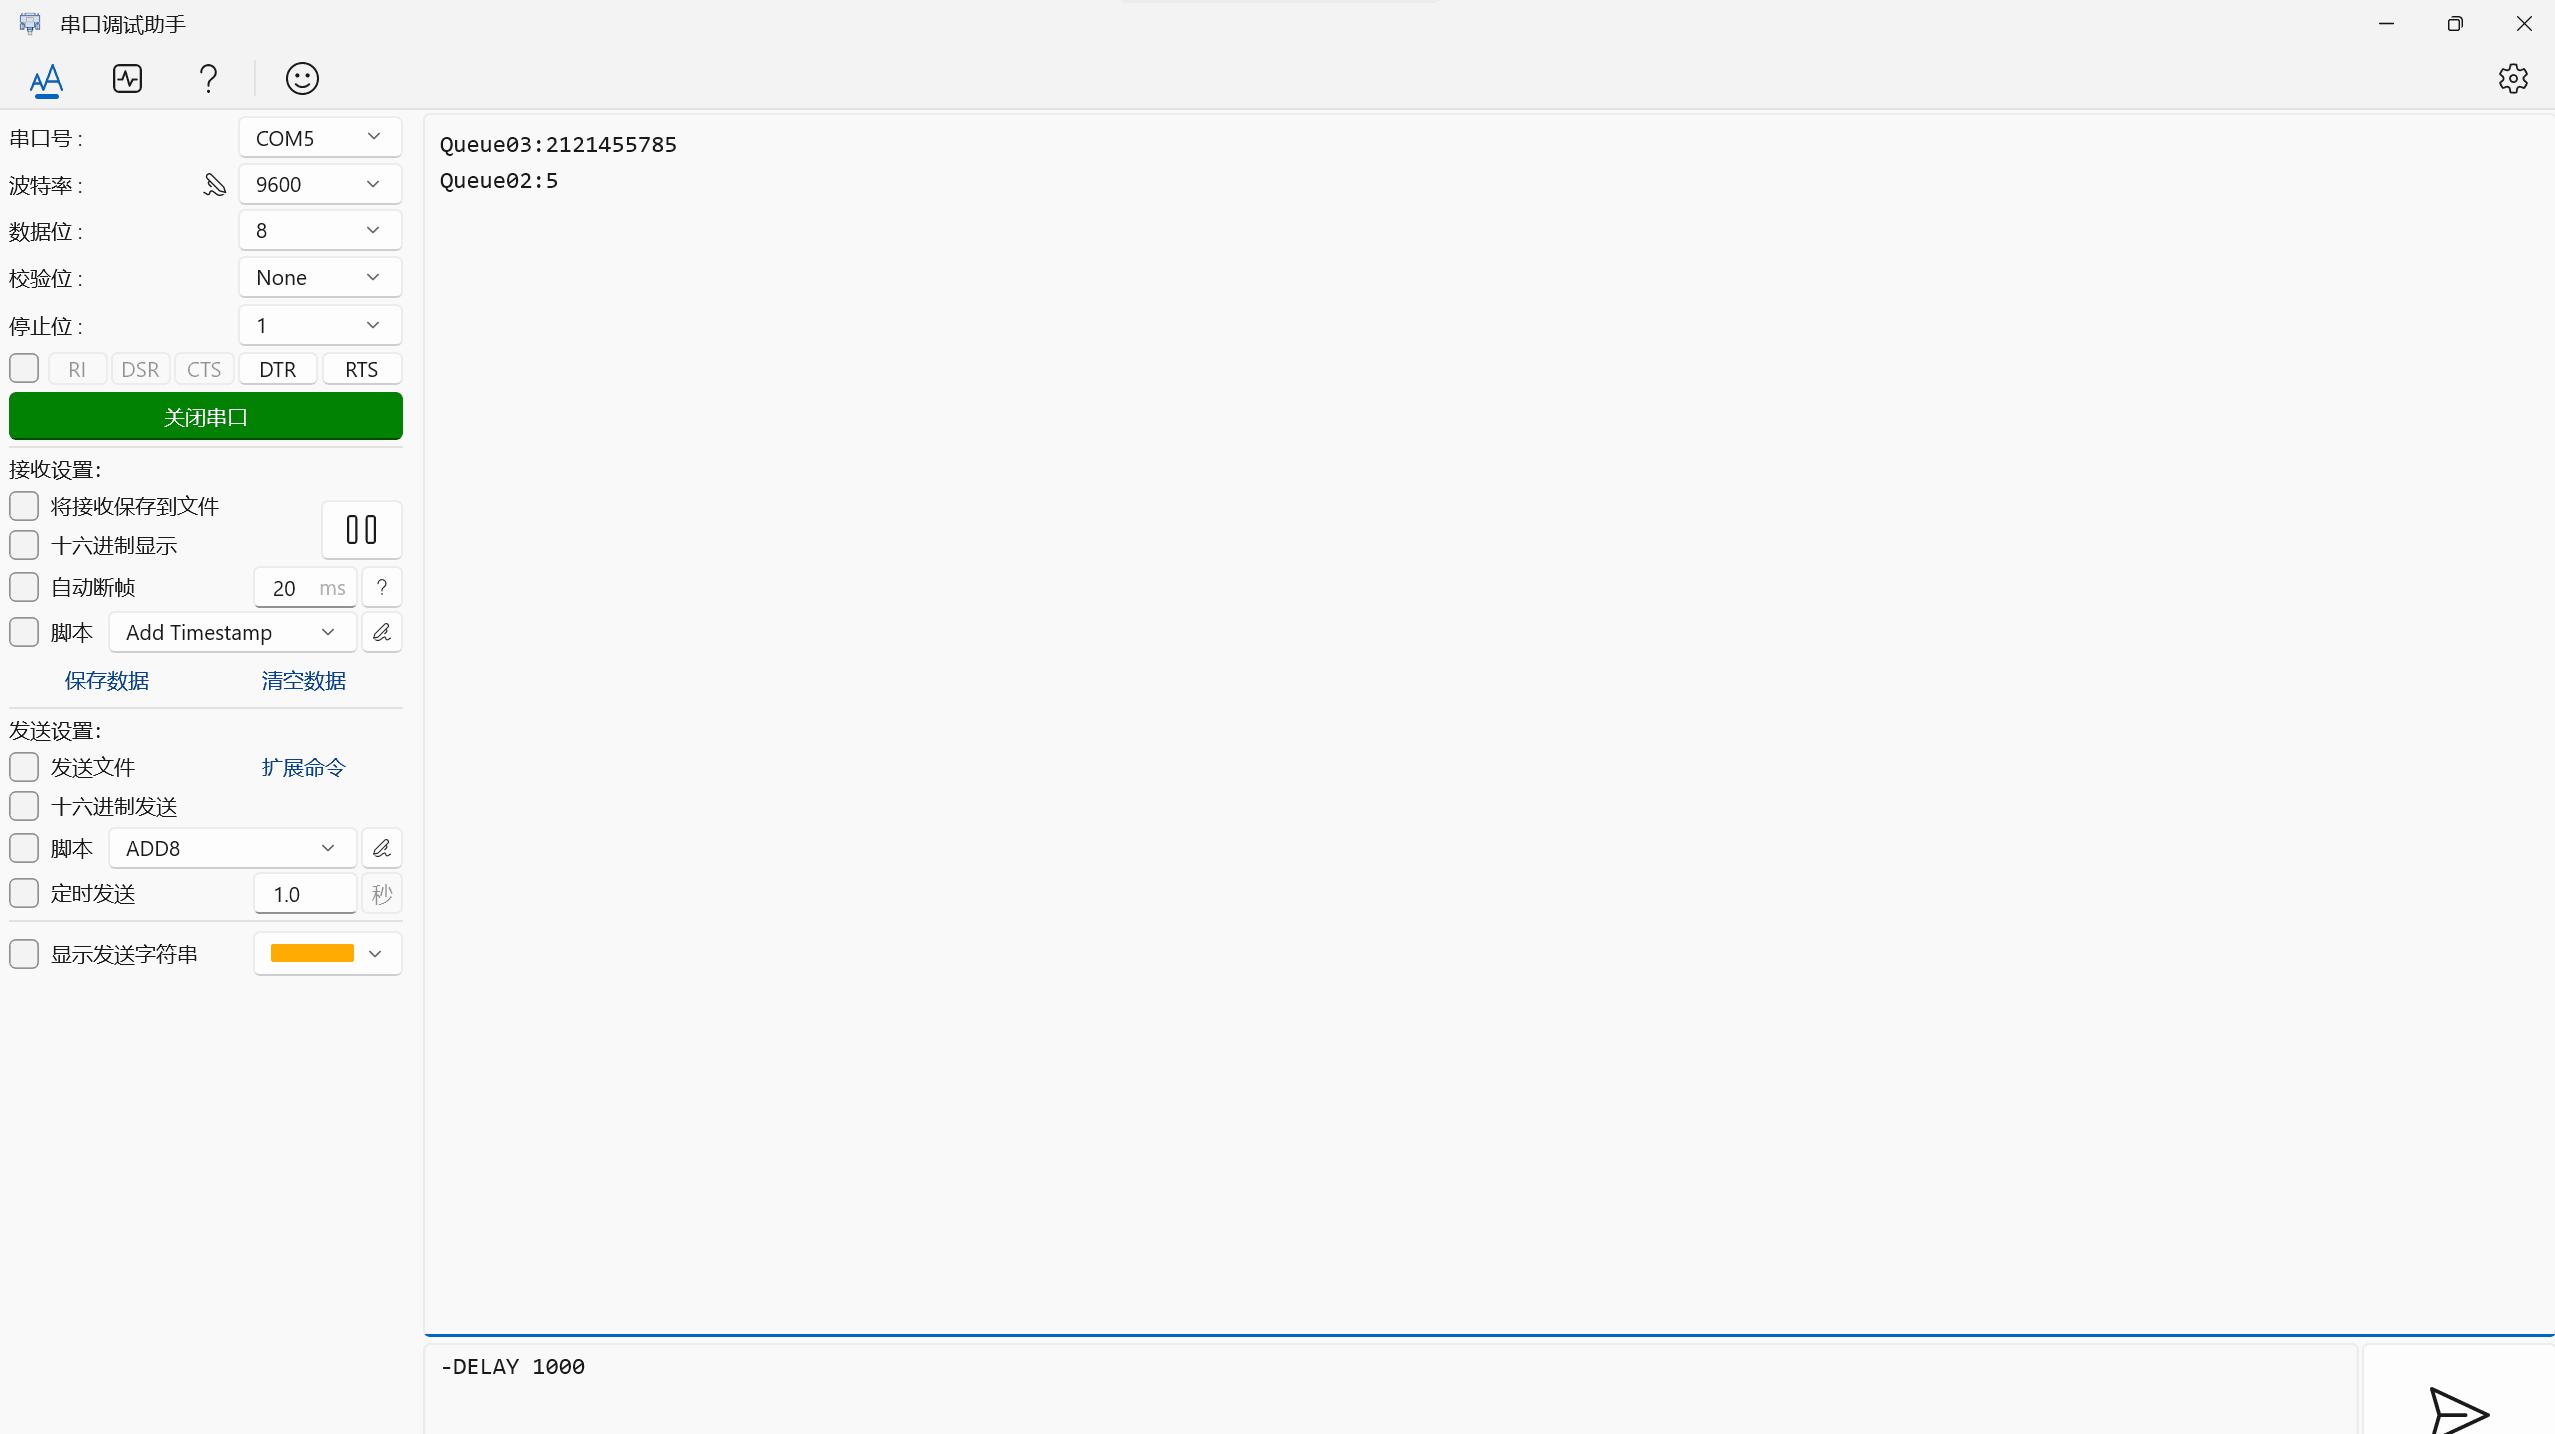 串口调试助手
串口号 :
COM5
波特率 :
9600
数据位 :
8
校验位 :
None
停止位 :
1
RI DSR CTS DTR RTS
关闭串口
接收设置:
将接收保存到文件
十六进制显示
自动断帧
20 ms ?
脚本 Add Timestamp
保存数据 清空数据
发送设置:
发送文件 扩展命令
十六进制发送
脚本 ADD8
定时发送 1.0 秒
显示发送字符串
Queue03:2121455785
Queue02:5
-DELAY 1000